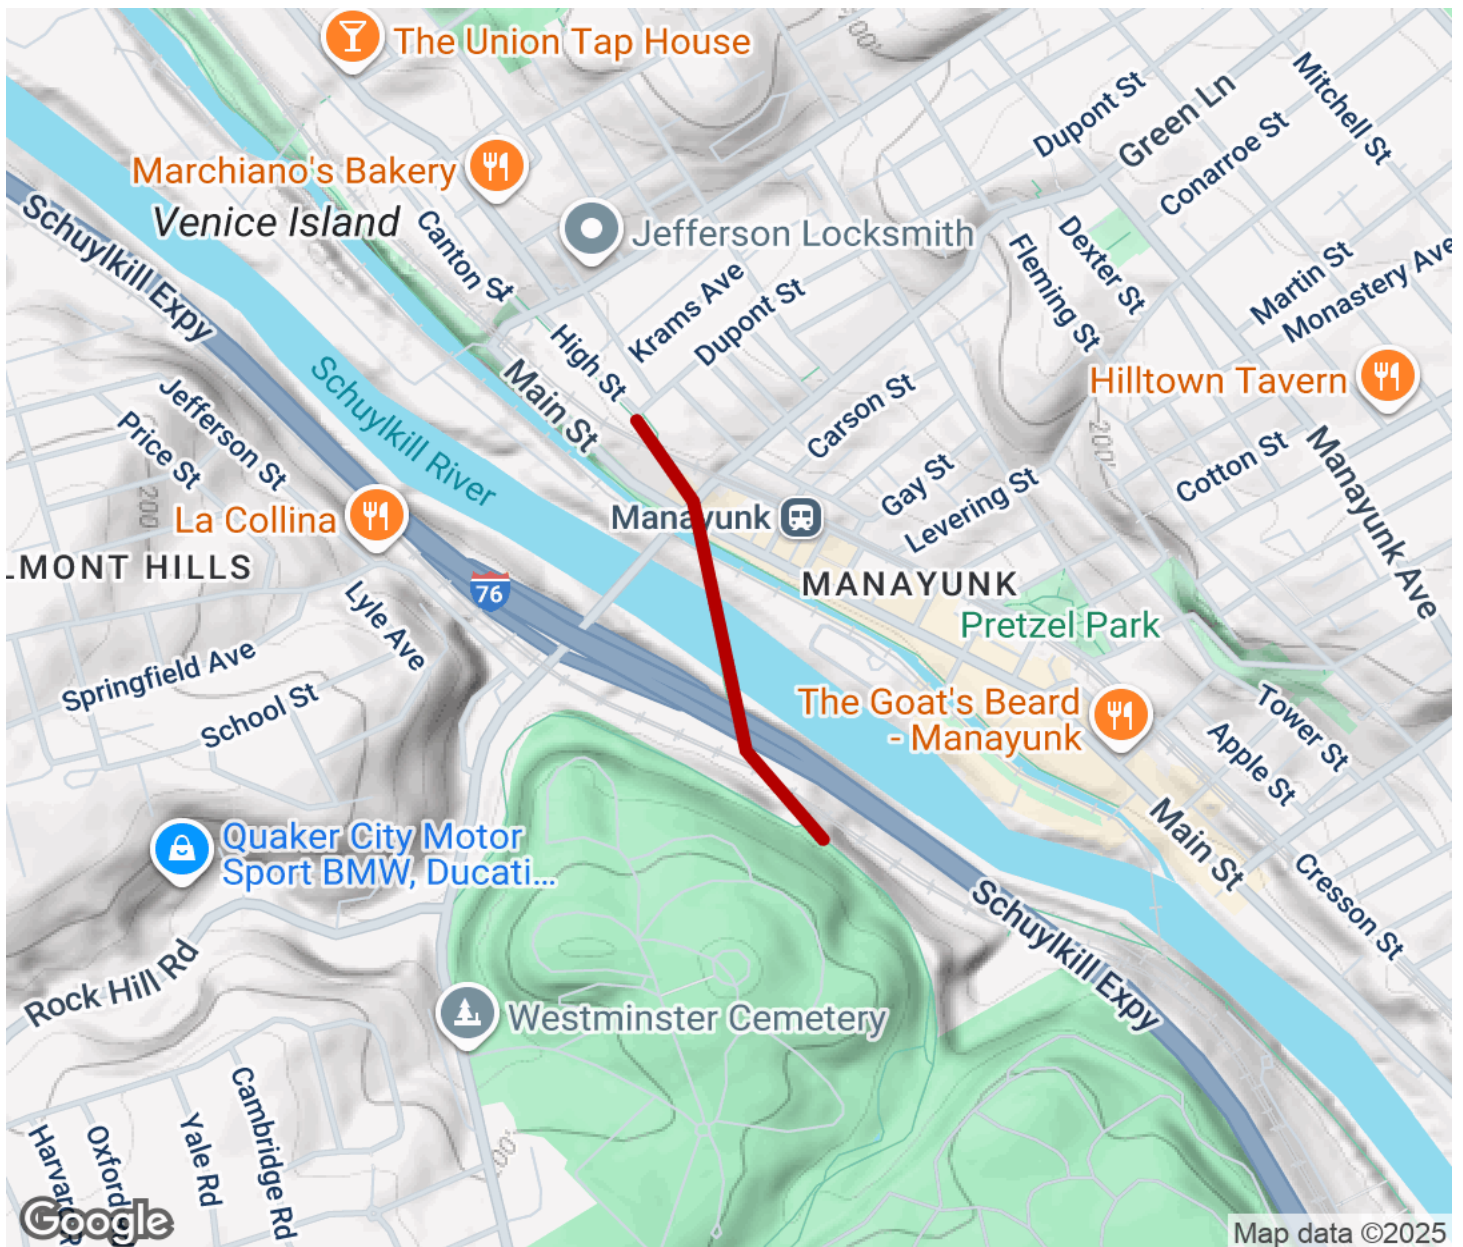 The Union Tap House
200'
Mitchell St
Dupont St
Green Ln
Conarroe St
Marchiano's Bakery
Venice Island
Schuylkill Expy
Canton St
Jefferson Locksmith
Dexter St
Fleming St
Martin St
Monastery Ave
Krams Ave
Dupont St
High St
Main St
Schuylkill River
Jefferson St
Price St
200
Hilltown Tavern
Carson St
200'
Cotton St
Manayunk Ave
Gay St
Levering St
La Collina
Manayunk
LMONT HILLS
76
MANAYUNK
Lyle Ave
Pretzel Park
Springfield Ave
School St
The Goat's Beard
- Manayunk
Tower St
Apple St
Main St
Quaker City Motor
Sport BMW, Ducati...
Cresson St
Schuylkill Expy
Rock Hill Rd
Westminster Cemetery
Cambridge Rd
Yale Rd
Oxford
Harvard R
00'
Google
Map data ©2025